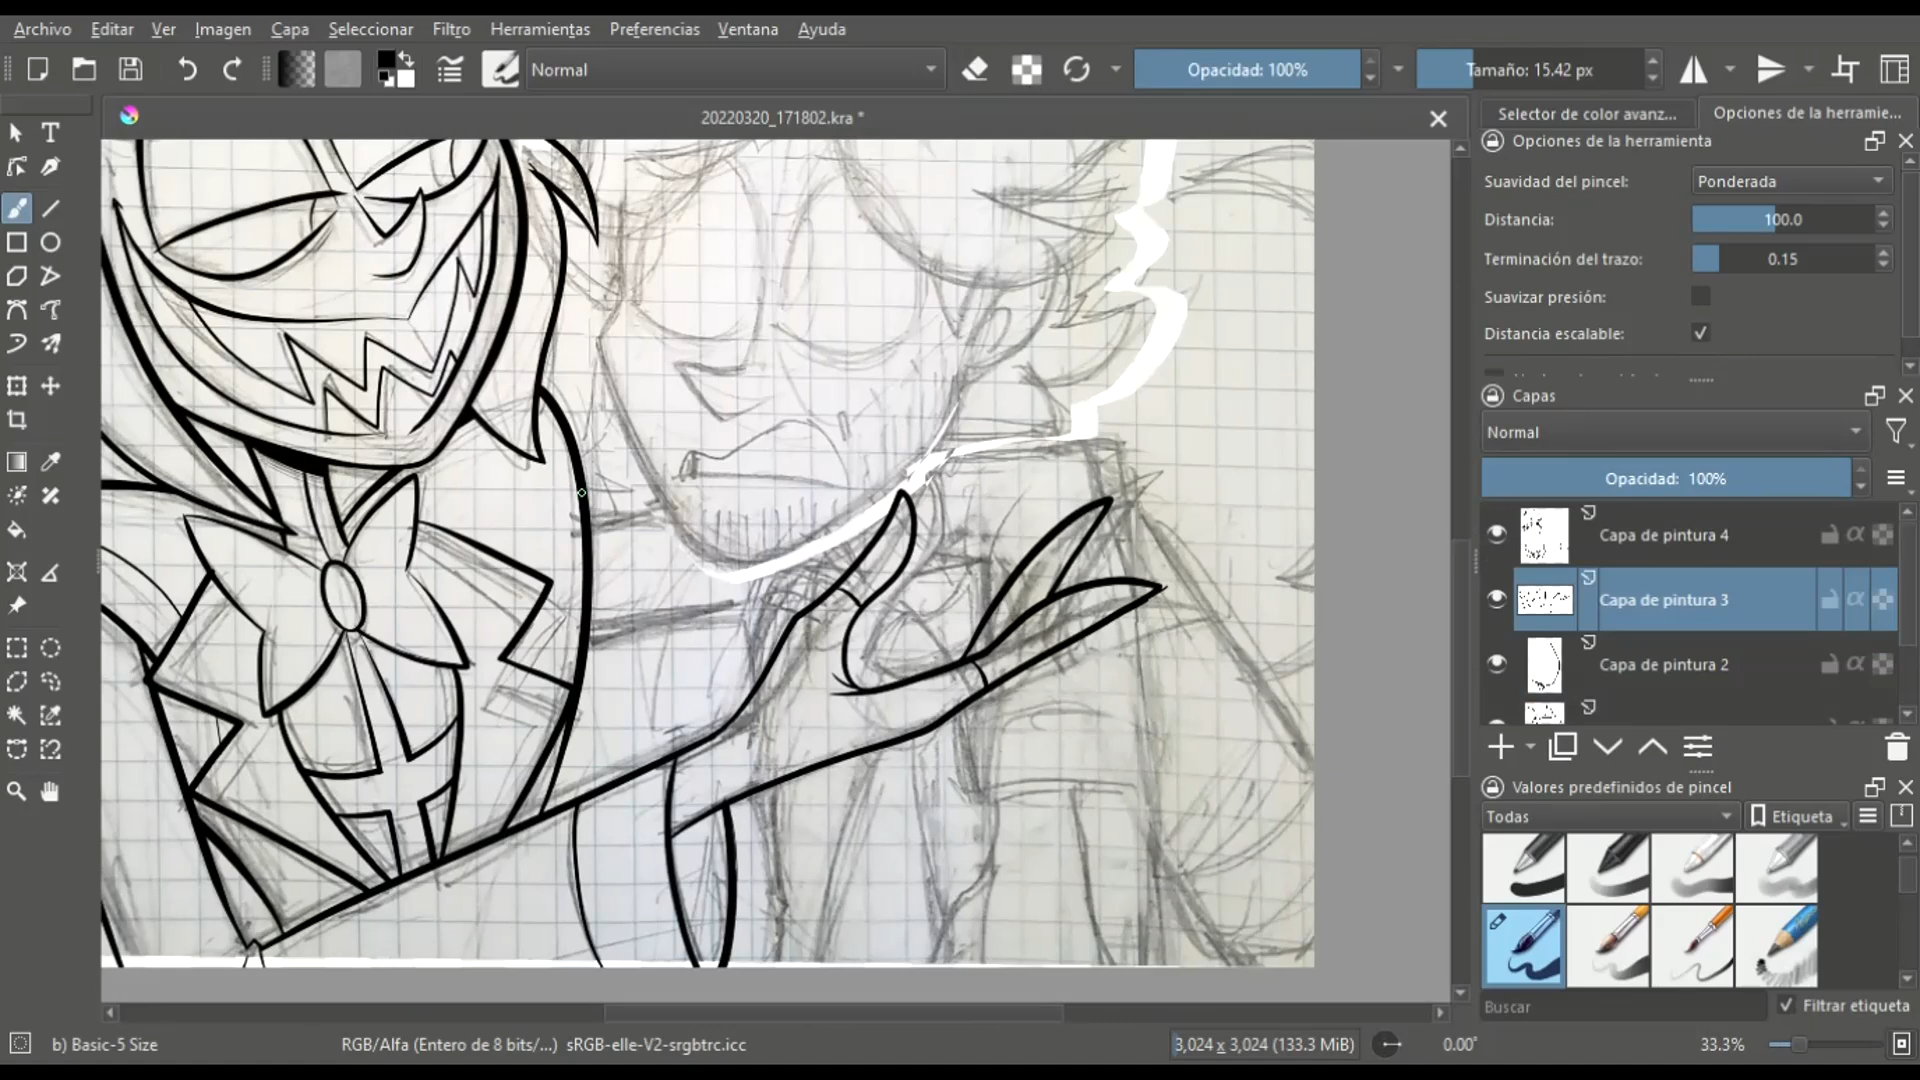 Archivo Editar Ver Imagen Capa Seleccionar Filtro Herramientas Preferencias Ventana Ayuda
Normal
Opacidad: 100%
Tamaño: 15.42 px
20220320_171802.kra *
Selector de color avanz...
Opciones de la herramie...
Opciones de la herramienta
Suavidad del pincel: Ponderada
Distancia: 100.0
Terminación del trazo: 0.15
Suavizar presión:
Distancia escalable:
Capas
Normal
Opacidad: 100%
Capa de pintura 4
Capa de pintura 3
Capa de pintura 2
Valores predefinidos de pincel
Todas
Etiqueta
Buscar
Filtrar etiqueta
b) Basic-5 Size
RGB/Alfa (Entero de 8 bits/...) sRGB-elle-V2-srgbtrc.icc
3,024 x 3,024 (133.3 MiB)
0.00°
33.3%